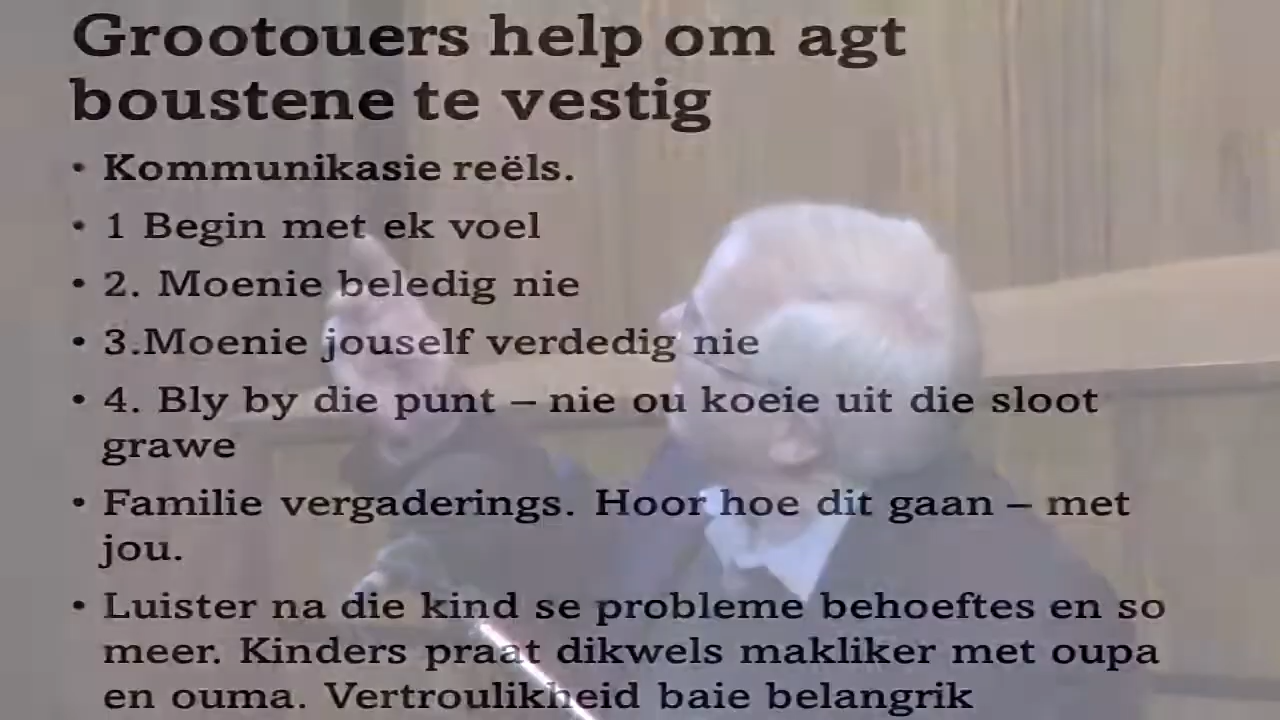 Grootouers help om agt
boustene te vestig
• Kommunikasie reëls.
• 1 Begin met ek voel
• 2. Moenie beledig nie
• 3.Moenie jouself verdedig nie
• 4. Bly by die punt – nie ou koeie uit die sloot
grawe
• Familie vergaderings. Hoor hoe dit gaan – met
jou.
• Luister na die kind se probleme behoeftes en so
meer. Kinders praat dikwels makliker met oupa
en ouma. Vertroulikheid baie belangrik